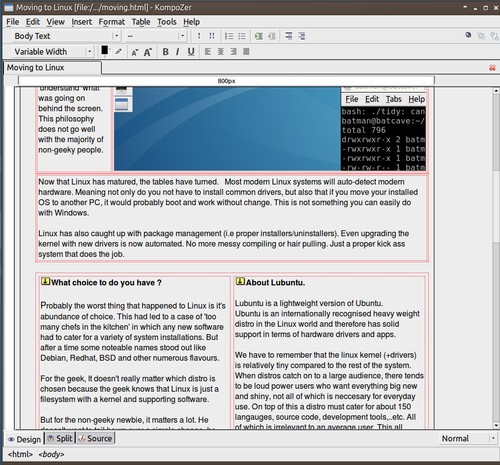 Moving to Linux [file:/.../moving.html] - KompoZer
File Edit View Insert Format Table Tools Help
Body Text --
Variable Width B I U
Moving to Linux
800px
understand what
was going on
behind the screen.
This philosophy
does not go well
with the majority of
non-geeky people.
File Edit Tabs Help
bash: ./tidy: can
batman@batcave:~/
total 796
drwxrwxr-x 2 batm
-rwxrwxr-x 1 batm
-rwxrwxr-x 1 batm
-rw-rw-r-- 1 batm
Now that Linux has matured, the tables have turned. Most modern Linux systems will auto-detect modern
hardware. Meaning not only do you not have to install common drivers, but also that if you move your installed
OS to another PC, it would probably boot and work without change. This is not something you can easily do
with Windows.
Linux has also caught up with package management (i.e proper installers/uninstallers). Even upgrading the
kernel with new drivers is now automated. No more messy compiling or hair pulling. Just a proper kick ass
system that does the job.
What choice to do you have ?
Probably the worst thing that happened to Linux is it's
abundance of choice. This had led to a case of 'too
many chefs in the kitchen' in which any new software
had to cater for a variety of system installations. But
after a time some noteable names stood out like
Debian, Redhat, BSD and other numerous flavours.
For the geek, it doesn't really matter which distro is
chosen because the geek knows that Linux is just a
filesystem with a kernel and supporting software.
But for the non-geeky newbie, it matters a lot. He
About Lubuntu.
Lubuntu is a lightweight version of Ubuntu.
Ubuntu is an internationally recognised heavy weight
distro in the Linux world and therefore has solid
support in terms of hardware drivers and apps.
We have to remember that the linux kernel (+drivers)
is relatively tiny compared to the rest of the system.
When distros catch on to a large audience, there tends
to be loud power users who want everything big new
and shiny, not all of which is neccesary for everyday
use. On top of this a distro must cater for about 150
langauges, source code, development tools,..etc. All
of which is irrelevant to an average user. This all
Design Split Source Normal
<html> <body>